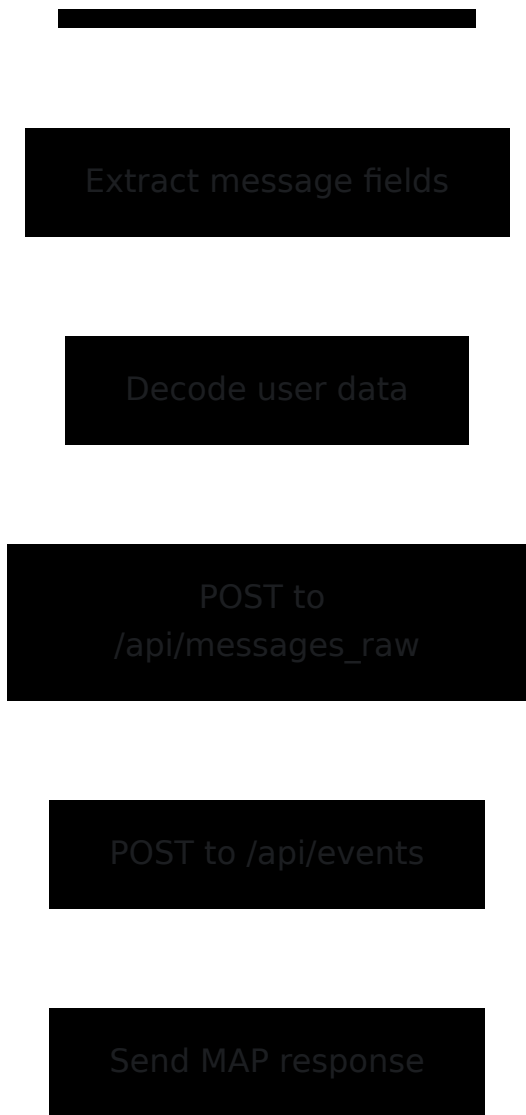 Extract message fields
Decode user data
POST to
/api/messages_raw
POST to /api/events
Send MAP response